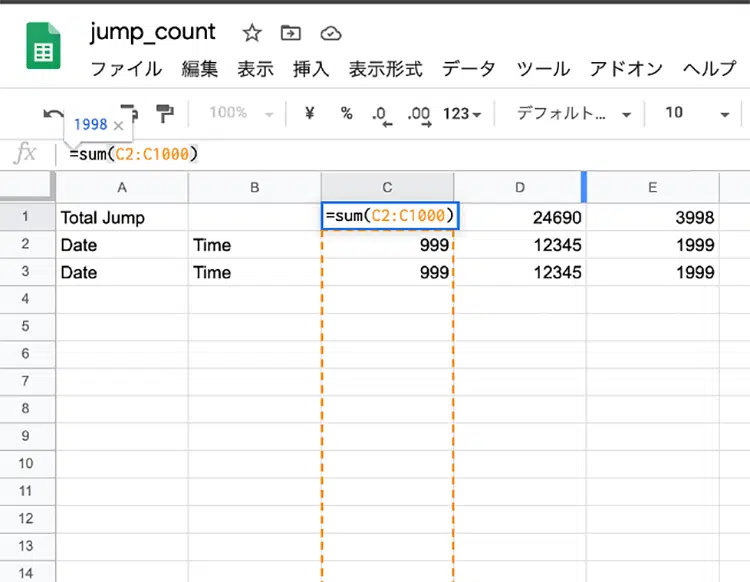 jump_count
ファイル 編集 表示 挿入 表示形式 データ ツール アドオン ヘルプ
100% ¥ % .0 .00 123 デフォルト... 10
1998 ×
fx =sum(C2:C1000)
A B C D E
1 Total Jump =sum(C2:C1000) 24690 3998
2 Date Time 999 12345 1999
3 Date Time 999 12345 1999
4
5
6
7
8
9
10
11
12
13
14